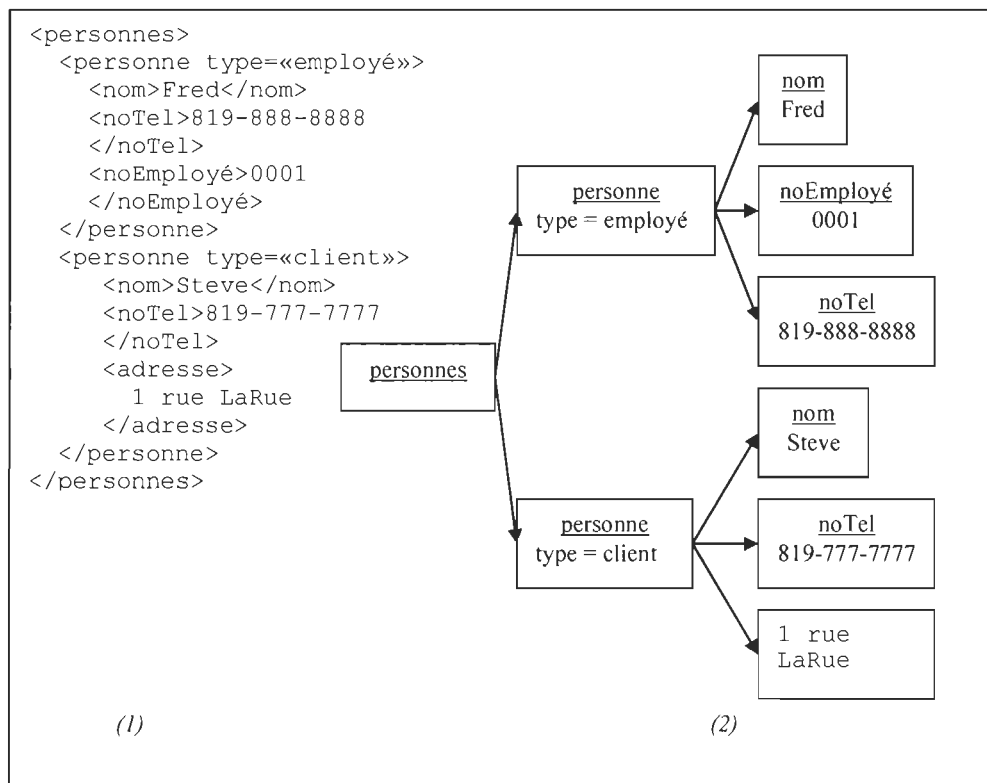 <personnes>
<personne type=«employé»>
<nom>Fred</nom>
<noTel>819-888-8888
</noTel>
<noEmployé>0001
</noEmployé>
</personne>
<personne type=«client»>
<nom>Steve</nom>
<noTel>819-777-7777
</noTel>
<adresse>
1 rue LaRue
</adresse>
</personne>
</personnes>
(1)
personnes
personne
type = employé
nom
Fred
noEmployé
0001
noTel
819-888-8888
personne
type = client
nom
Steve
noTel
819-777-7777
1 rue
LaRue
(2)